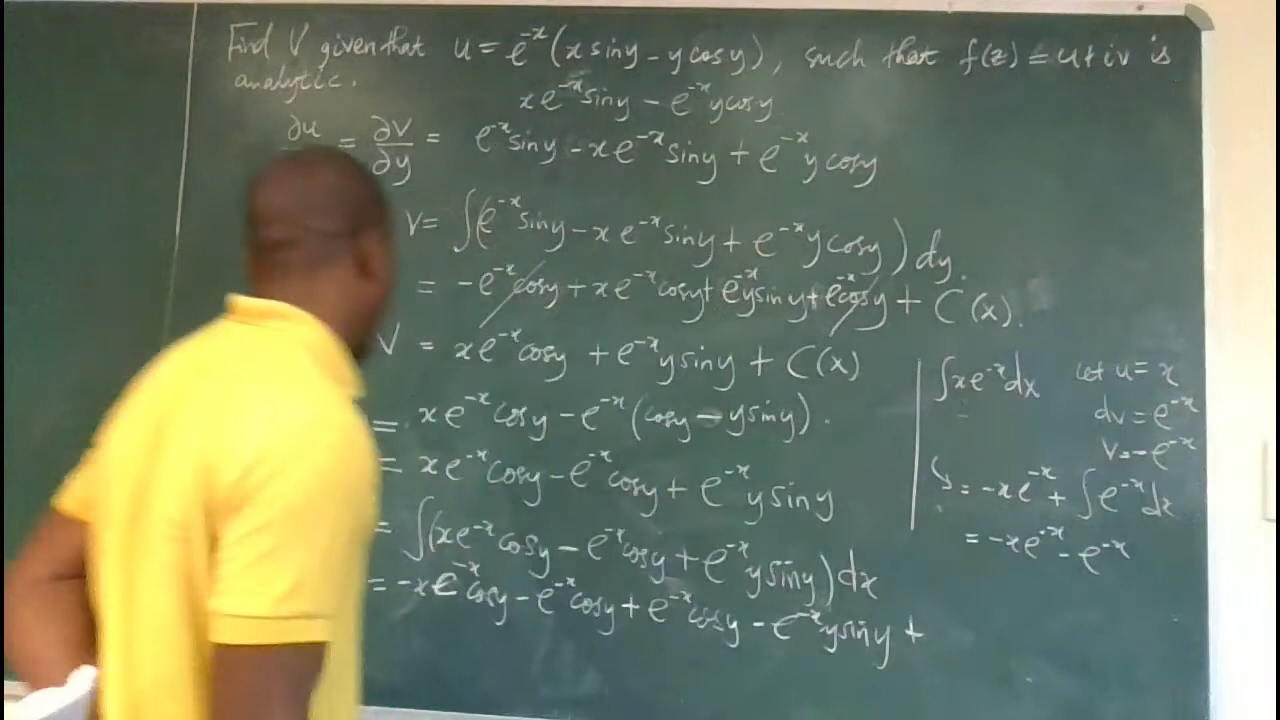 Find V given that u = e^-x (x sin y - y cos y), such that f(z) = u + iv is
analytic.
x e^-x sin y - e^-x y cos y
∂u = ∂V/∂y = e^-x sin y - x e^-x sin y + e^-x y cos y
V = ∫(e^-x sin y - x e^-x sin y + e^-x y cos y) dy.
= -e^-x cos y + x e^-x cos y + e^-x y sin y + e^-x cos y + C(x).
V = x e^-x cos y + e^-x y sin y + C(x)
= x e^-x cos y - e^-x (cos y - y sin y).
= x e^-x cos y - e^-x cos y + e^-x y sin y
= ∫(x e^-x cos y - e^-x cos y + e^-x y sin y) dx
= -x e^-x cos y - e^-x cos y + e^-x cos y - e^-x y sin y +
∫x e^-x dx let u = x
dv = e^-x
V = -e^-x
= -x e^-x + ∫e^-x dx
= -x e^-x - e^-x